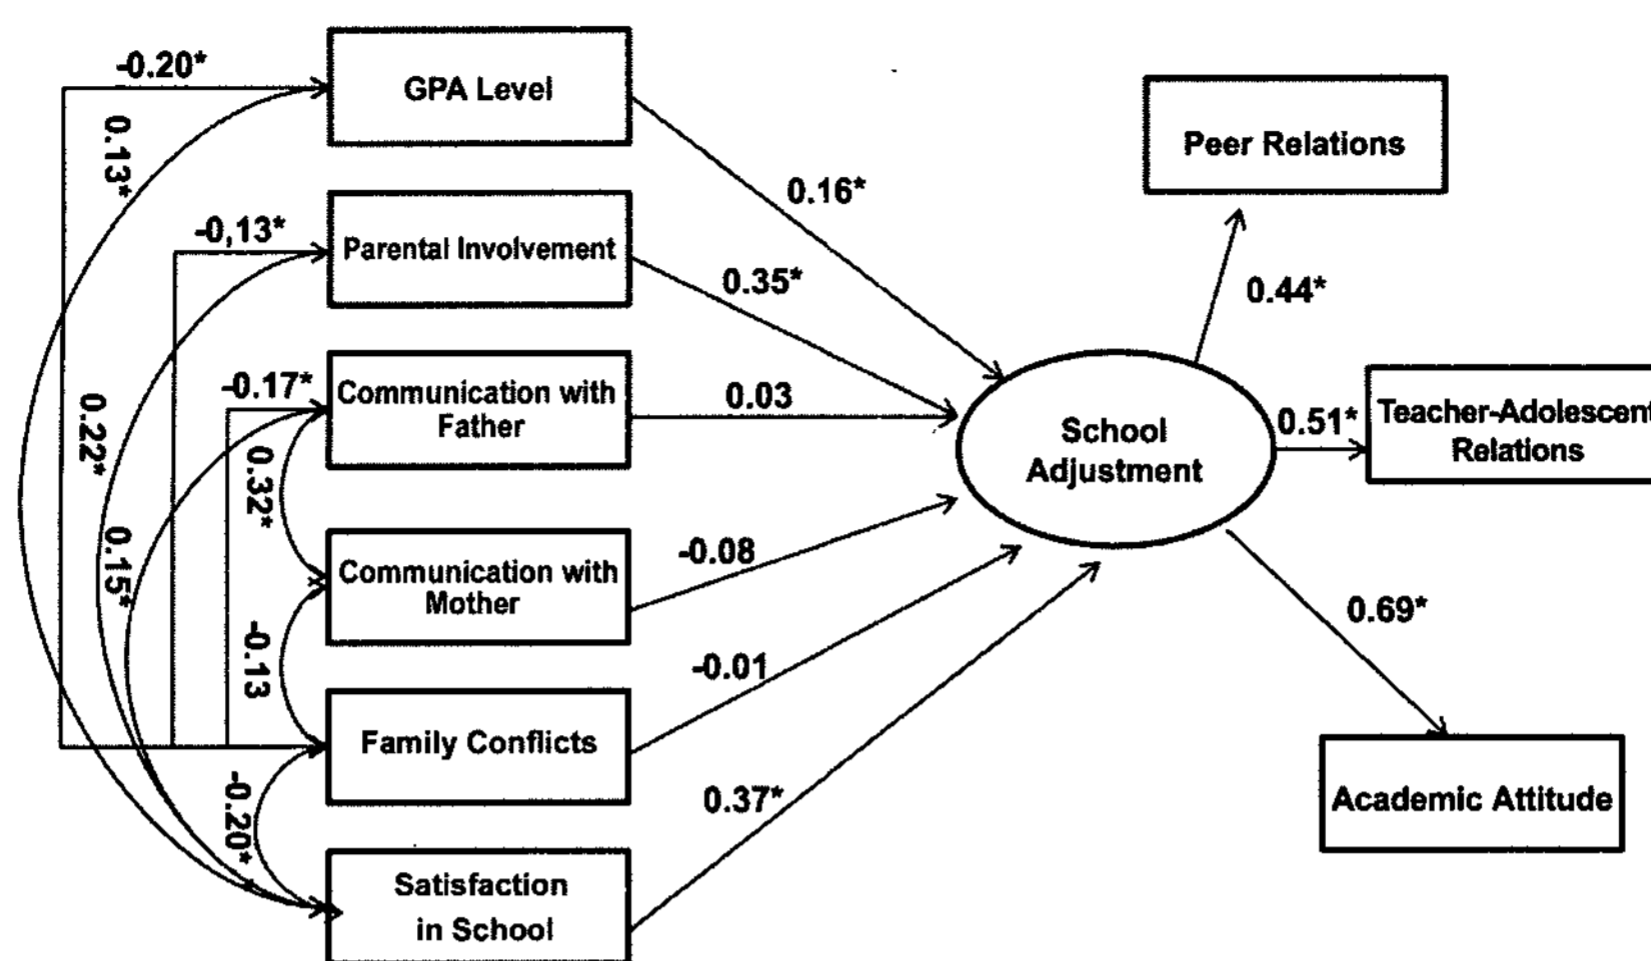 -0.20*
GPA Level
0.13*
Peer Relations
0.16*
-0,13*
Parental Involvement
0.35*
0.44*
-0.17*
Communication with
Father
0.03
0.22*
0.32*
School
Adjustment
0.51*
Teacher-Adolescent
Relations
0.15*
Communication with
Mother
-0.08
0.69*
-0.13
Family Conflicts
-0.01
-0.20*
0.37*
Academic Attitude
Satisfaction
in School